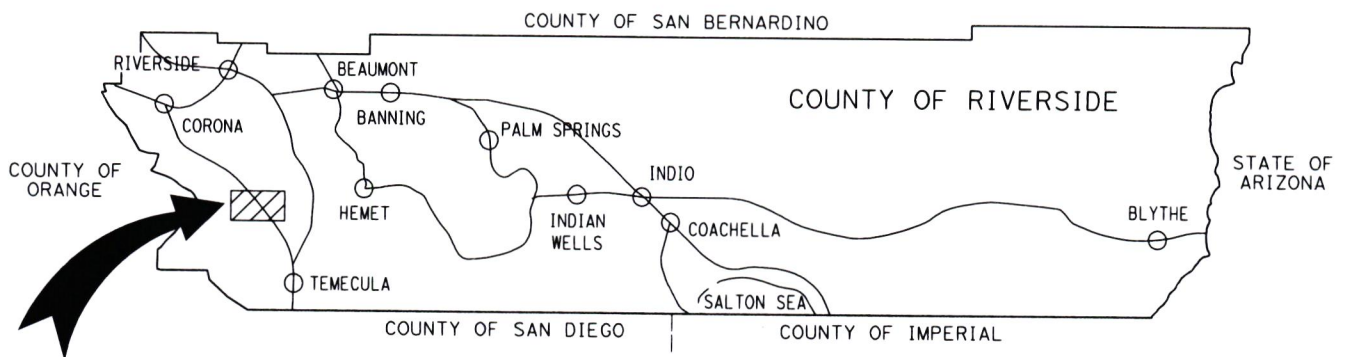 COUNTY OF SAN BERNARDINO
RIVERSIDE
BEAUMONT
COUNTY OF RIVERSIDE
CORONA
BANNING
PALM SPRINGS
COUNTY OF
ORANGE
STATE OF
ARIZONA
INDIO
HEMET
INDIAN
WELLS
COACHELLA
BLYTHE
TEMECULA
SALTON SEA
COUNTY OF SAN DIEGO
COUNTY OF IMPERIAL